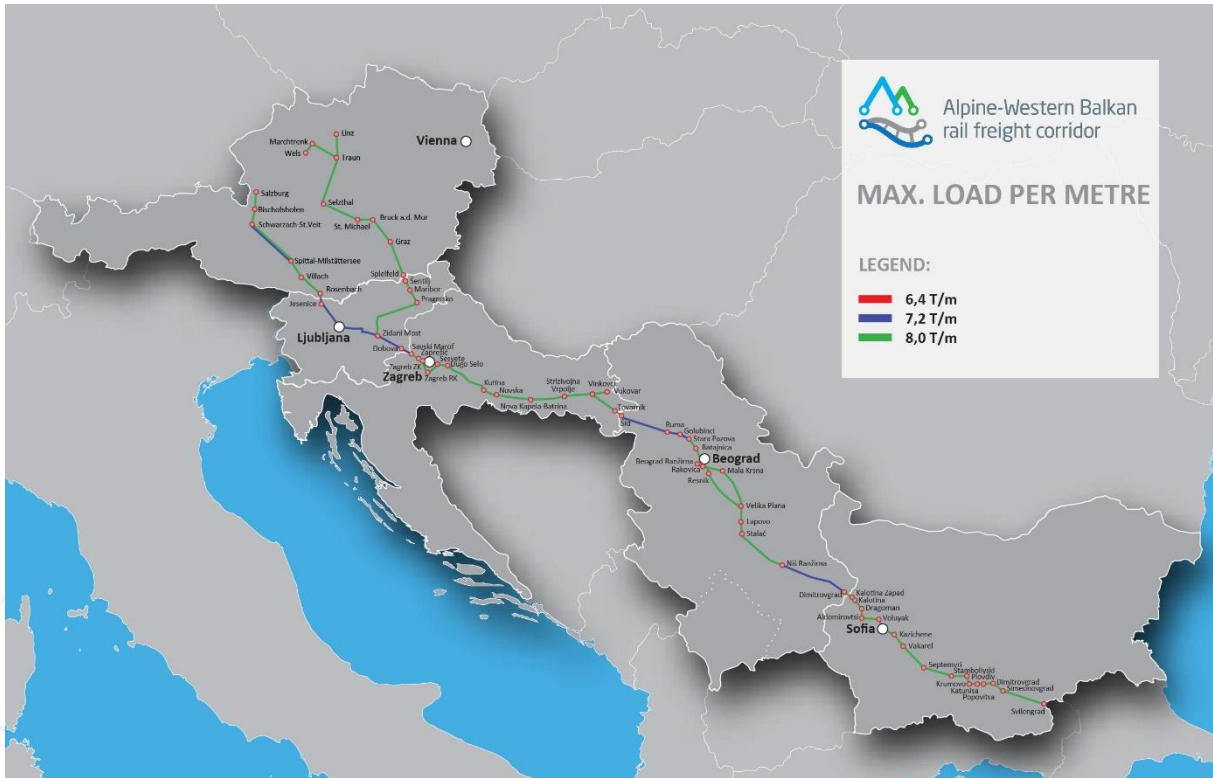 Alpine-Western Balkan
rail freight corridor
MAX. LOAD PER METRE
LEGEND:
6,4 T/m
7,2 T/m
8,0 T/m
Linz
Marchtrenk
Wels
Traun
Vienna
Salzburg
Bischofshofen
Schwarzach-St.Veit
Selzthal
St. Michael
Bruck a.d. Mur
Graz
Spittal-Milstättersee
Villach
Rosenbach
Spielfeld
Sentilj
Maribor
Pragersko
Jesenice
Ljubljana
Zidani Most
Dobova
Savski Marof
Zaprešić
Sesvete
Dugo Selo
Zagreb ZK
Zagreb
Zagreb RK
Kutina
Novska
Nova Kapela-Batrina
Strizivojna
Vrpolje
Vinkovci
Vukovar
Tovarnik
Šid
Ruma
Golubinci
Stara Pazova
Batajnica
Beograd
Beograd Ranžirna
Rakovica
Resnik
Mala Krsna
Velika Plana
Lapovo
Stalać
Niš Ranžirna
Dimitrovgrad
Kalotina Zapad
Kalotina
Dragoman
Aldomirovtsi
Voluyak
Sofia
Kazichene
Vakarel
Septemvri
Stamboliyski
Plovdiv
Krumovo
Katunisa
Popovitsa
Dimitrovgrad
Simeonovgrad
Svilengrad